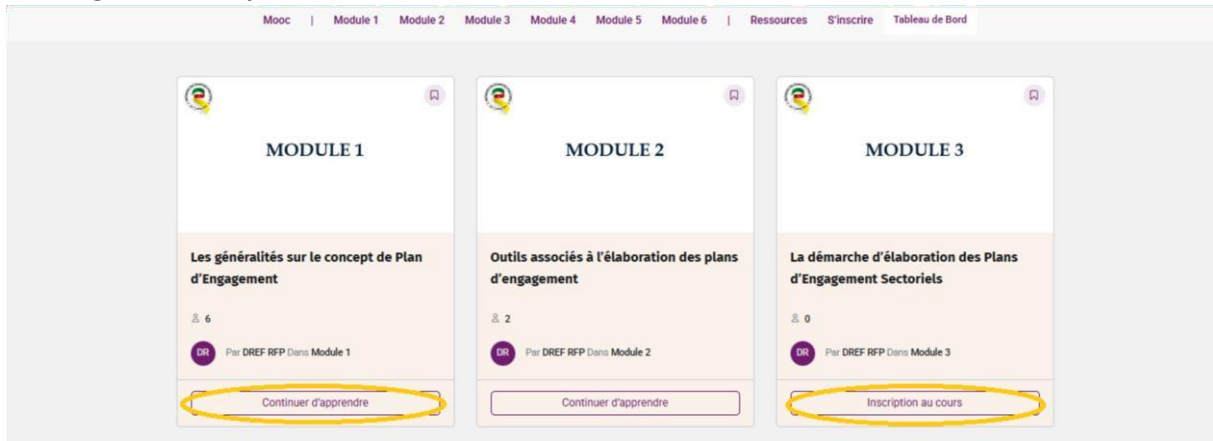 Mooc | Module 1 Module 2 Module 3 Module 4 Module 5 Module 6 | Ressources S'inscrire Tableau de Bord
MODULE 1
Les généralités sur le concept de Plan
d'Engagement
6
DR Par DREF RFP Dans Module 1
Continuer d'apprendre
MODULE 2
Outils associés à l'élaboration des plans
d'engagement
2
DR Par DREF RFP Dans Module 2
Continuer d'apprendre
MODULE 3
La démarche d'élaboration des Plans
d'Engagement Sectoriels
0
DR Par DREF RFP Dans Module 3
Inscription au cours